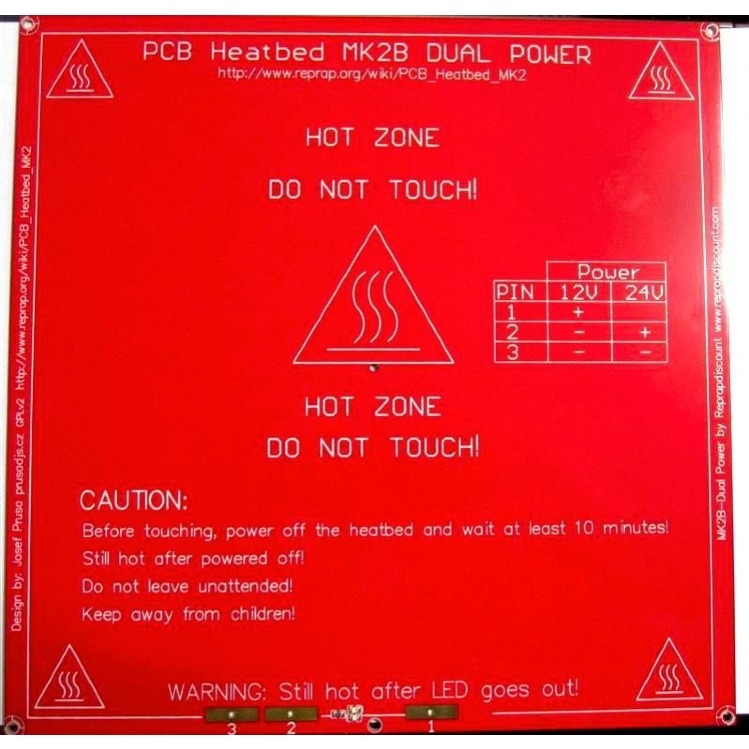 PCB Heatbed MK2B DUAL POWER
http://www.reprap.org/wiki/PCB_Heatbed_MK2
HOT ZONE
DO NOT TOUCH!
Power
PIN 12V 24V
1 +
2 - +
3 - -
HOT ZONE
DO NOT TOUCH!
CAUTION:
Before touching, power off the heatbed and wait at least 10 minutes!
Still hot after powered off!
Do not leave unattended!
Keep away from children!
WARNING: Still hot after LED goes out!
3 2 1
Design by: Josef Prusa prusadjs.cz GPLv2 http://www.reprap.org/wiki/PCB_Heatbed_MK2
MK2B-Dual Power by Reprapdiscount www.reprapdiscount.com